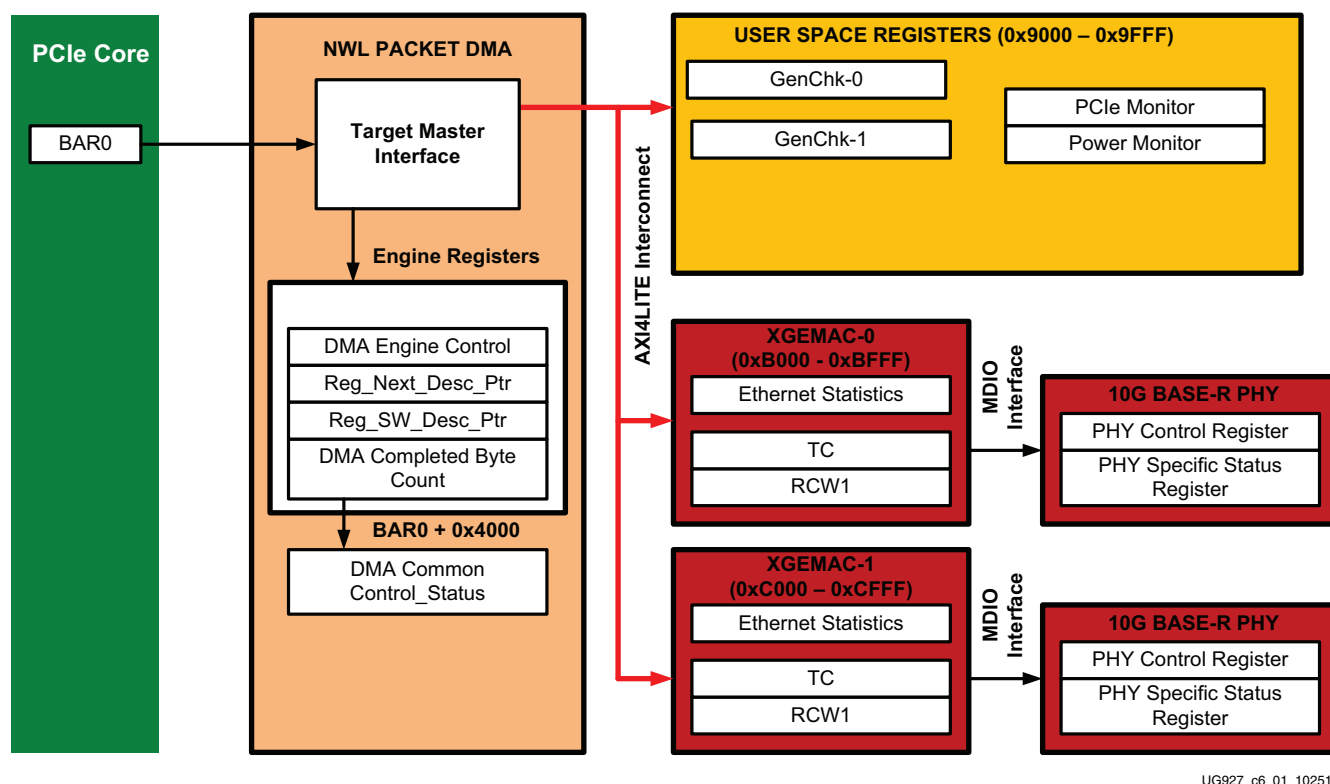 PCIe Core
BAR0
NWL PACKET DMA
Target Master
Interface
Engine Registers
DMA Engine Control
Reg_Next_Desc_Ptr
Reg_SW_Desc_Ptr
DMA Completed Byte
Count
BAR0 + 0x4000
DMA Common
Control_Status
AXI4LITE Interconnect
USER SPACE REGISTERS (0x9000 – 0x9FFF)
GenChk-0
GenChk-1
PCIe Monitor
Power Monitor
XGEMAC-0
(0xB000 - 0xBFFF)
Ethernet Statistics
TC
RCW1
MDIO
Interface
10G BASE-R PHY
PHY Control Register
PHY Specific Status
Register
XGEMAC-1
(0xC000 – 0xCFFF)
Ethernet Statistics
TC
RCW1
MDIO
Interface
10G BASE-R PHY
PHY Control Register
PHY Specific Status
Register
UG927_c6_01_10251